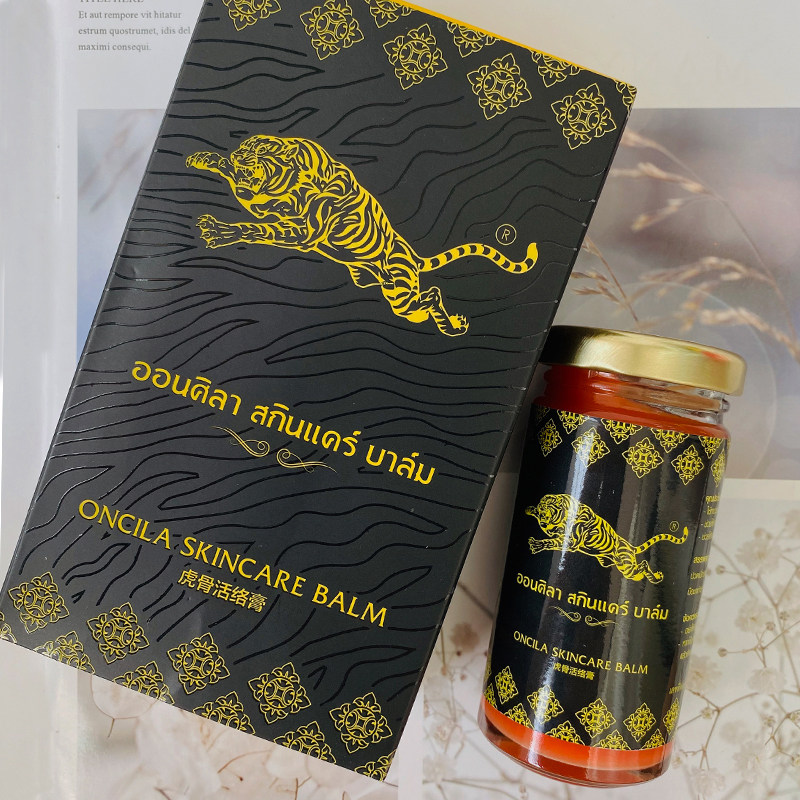 Et aut rempore vit hitatur
estrum quostrumet, idis del
maximi consequi.
®
ออนศิลา สกินแคร์ บาล์ม
ONCILA SKINCARE BALM
虎骨活络膏
®
ออนศิลา สกินแคร์ บาล์ม
ONCILA SKINCARE BALM
虎骨活络膏